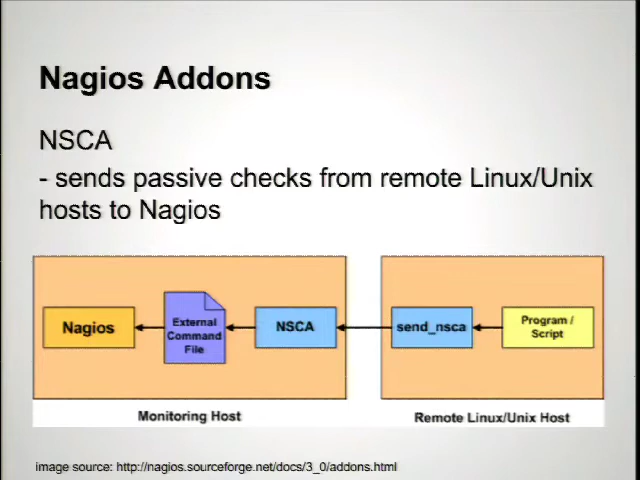 Nagios Addons
NSCA
- sends passive checks from remote Linux/Unix
hosts to Nagios
Nagios
External
Command
File
NSCA
send_nsca
Program /
Script
Monitoring Host
Remote Linux/Unix Host
image source: http://nagios.sourceforge.net/docs/3_0/addons.html